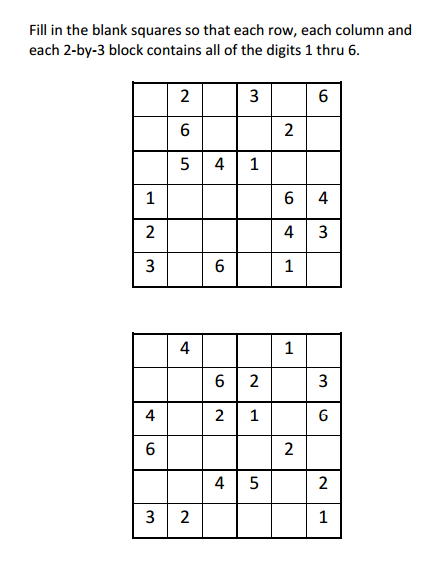 Fill in the blank squares so that each row, each column and
each 2-by-3 block contains all of the digits 1 thru 6.
2 3 6
6 2
5 4 1
1 6 4
2 4 3
3 6 1
4 1
6 2 3
4 2 1 6
6 2
4 5 2
3 2 1